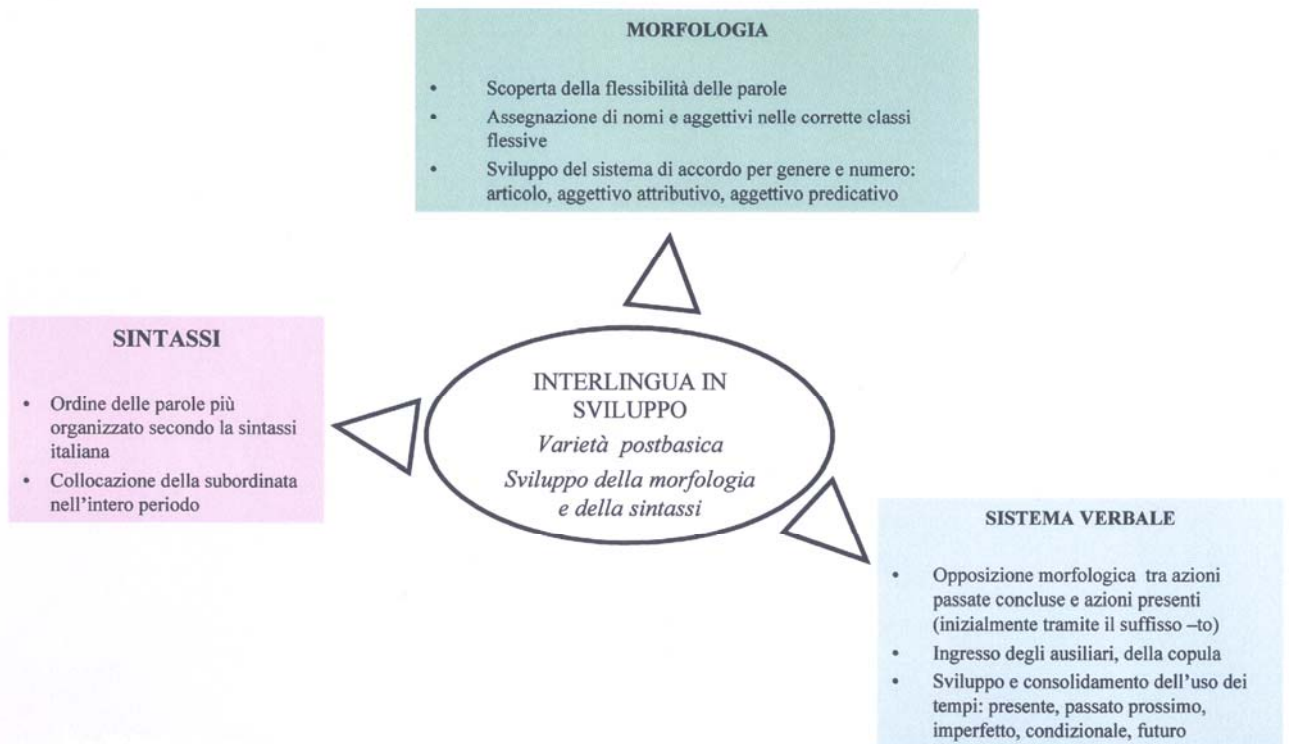 MORFOLOGIA
• Scoperta della flessibilità delle parole
• Assegnazione di nomi e aggettivi nelle corrette classi
flessive
• Sviluppo del sistema di accordo per genere e numero:
articolo, aggettivo attributivo, aggettivo predicativo
SINTASSI
• Ordine delle parole più
organizzato secondo la sintassi
italiana
• Collocazione della subordinata
nell'intero periodo
INTERLINGUA IN
SVILUPPO
Varietà postbasica
Sviluppo della morfologia
e della sintassi
SISTEMA VERBALE
• Opposizione morfologica tra azioni
passate concluse e azioni presenti
(inizialmente tramite il suffisso –to)
• Ingresso degli ausiliari, della copula
• Sviluppo e consolidamento dell'uso dei
tempi: presente, passato prossimo,
imperfetto, condizionale, futuro